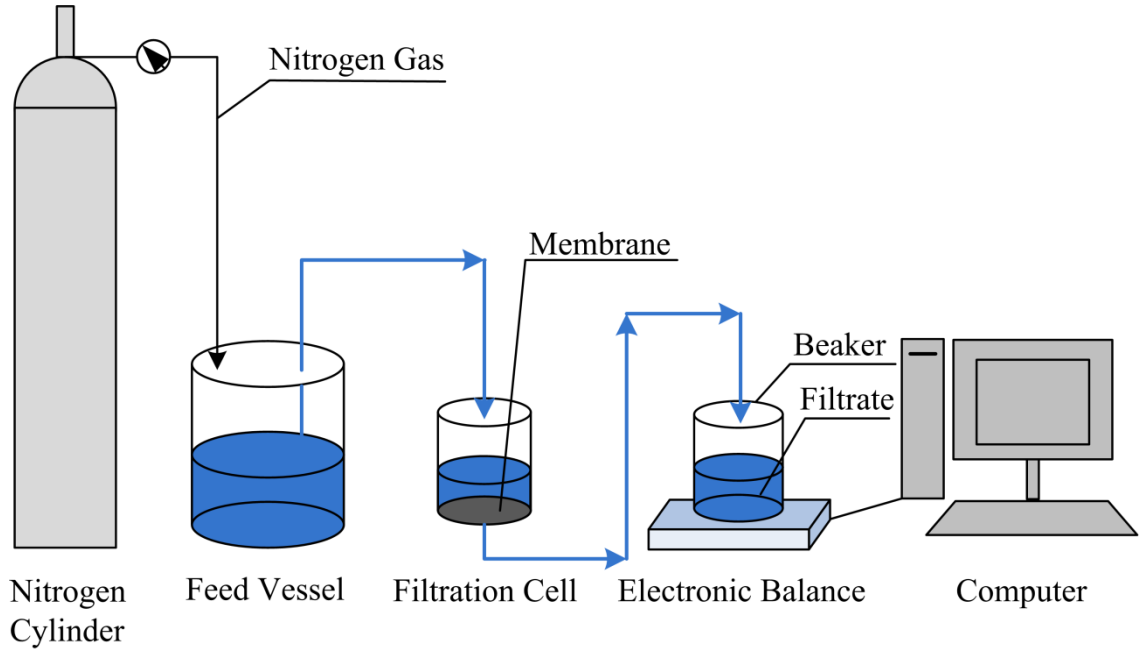 Nitrogen Gas
Membrane
Beaker
Filtrate
Nitrogen
Cylinder
Feed Vessel
Filtration Cell
Electronic Balance
Computer